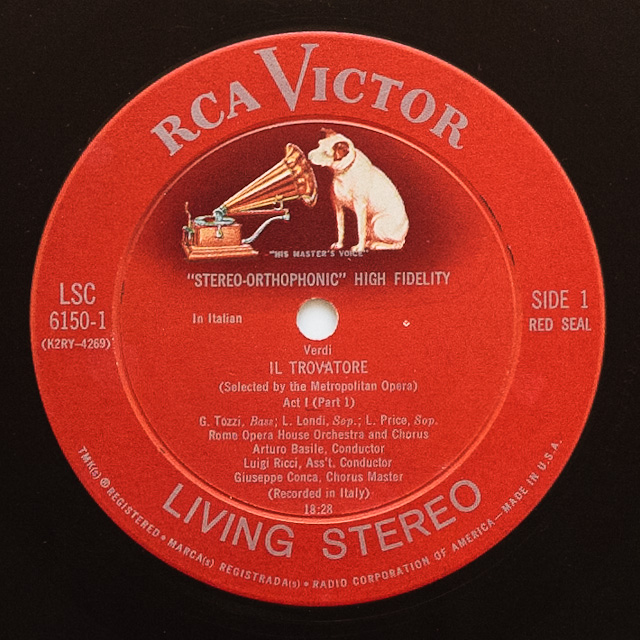 RCA VICTOR
"HIS MASTER'S VOICE"
"STEREO-ORTHOPHONIC" HIGH FIDELITY
LSC
6150-1
(K2RY-4269)
SIDE 1
RED SEAL
In Italian
Verdi
IL TROVATORE
(Selected by the Metropolitan Opera)
Act I (Part 1)
G. Tozzi, Bass; L. Londi, Sop.; L. Price, Sop.
Rome Opera House Orchestra and Chorus
Arturo Basile, Conductor
Luigi Ricci, Ass't. Conductor
Giuseppe Conca, Chorus Master
(Recorded in Italy)
18:28
LIVING STEREO
TMK(s) ® REGISTERED • MARCA(s) REGISTRADA(s) • RADIO CORPORATION OF AMERICA—MADE IN U.S.A.